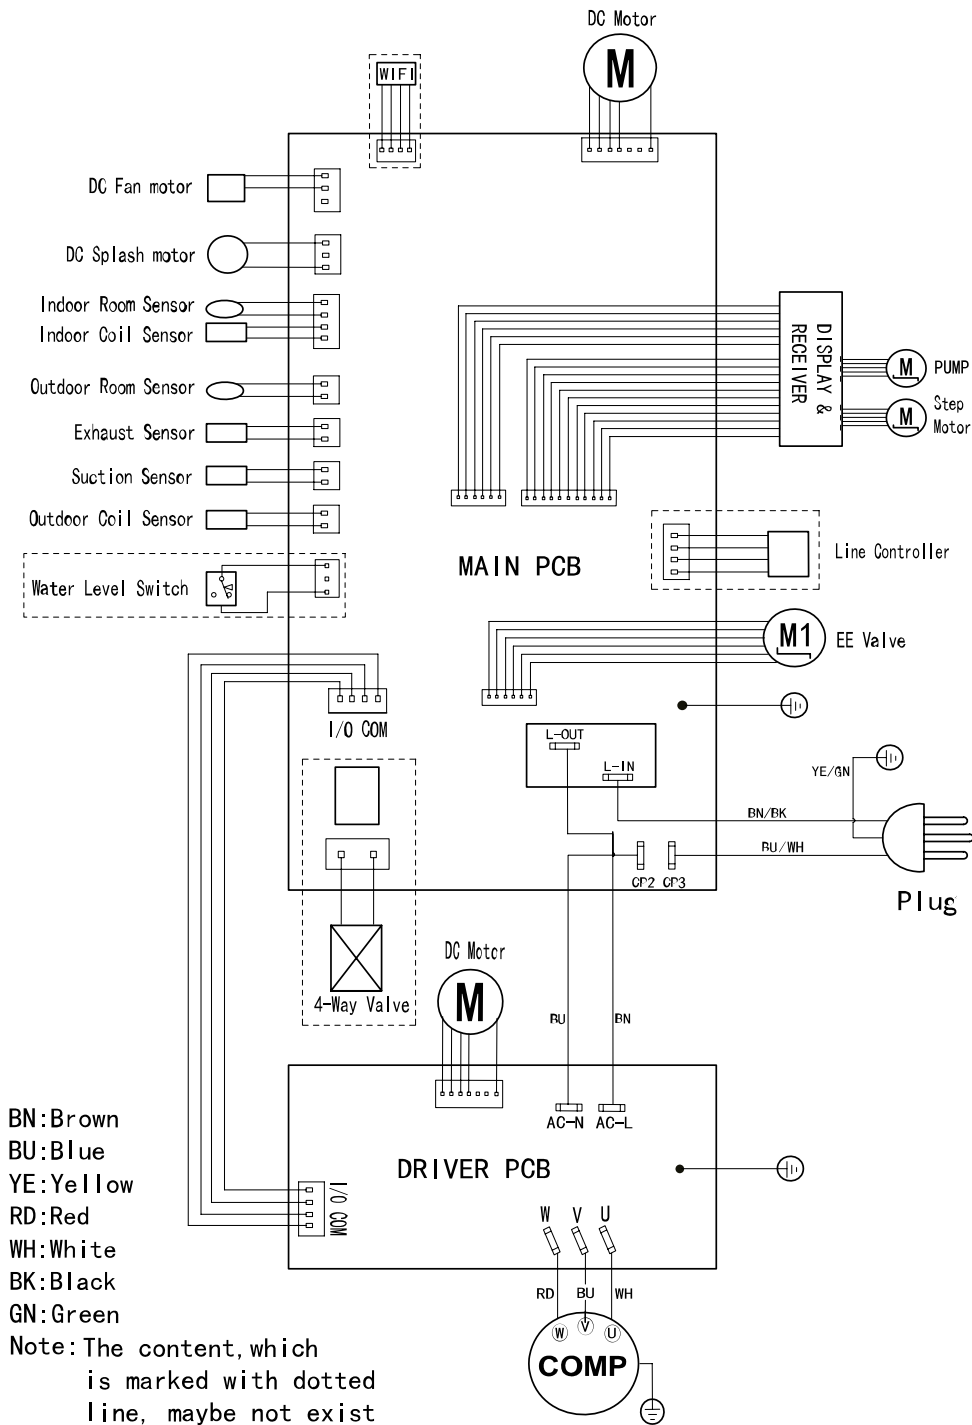 DC Motor
M
WIFI
DC Fan motor
DC Splash motor
Indoor Room Sensor
Indoor Coil Sensor
Outdoor Room Sensor
Exhaust Sensor
Suction Sensor
Outdoor Coil Sensor
Water Level Switch
DISPLAY &
RECEIVER
M
PUMP
M
Step
Motor
MAIN PCB
Line Controller
M1
EE Valve
I/O COM
L-OUT
L-IN
YE/GN
BN/BK
BU/WH
CP2
CP3
Plug
4-Way Valve
DC Motor
M
BU
BN
AC-N
AC-L
DRIVER PCB
I/O COM
W
V
U
RD
BU
WH
W
V
U
COMP
BN:Brown
BU:Blue
YE:Yellow
RD:Red
WH:White
BK:Black
GN:Green
Note:The content,which
is marked with dotted
line, maybe not exist